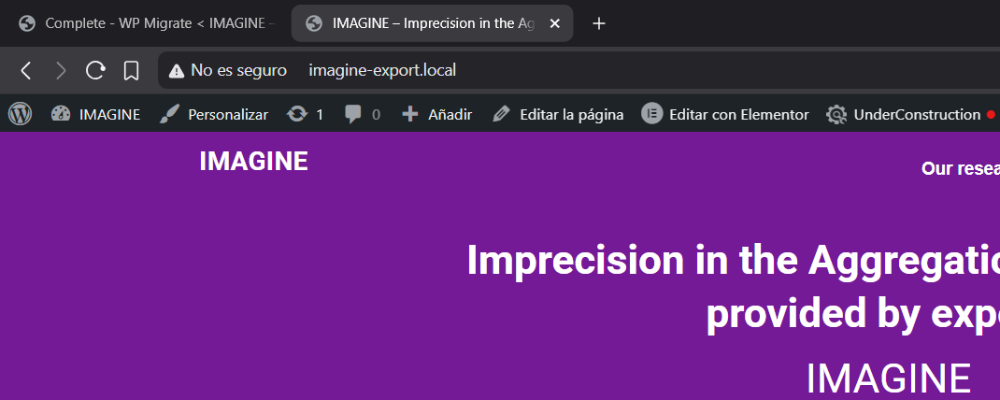 Complete - WP Migrate < IMAGINE -
IMAGINE – Imprecision in the Ag
No es seguro imagine-export.local
IMAGINE Personalizar 1 0 Añadir Editar la página Editar con Elementor UnderConstruction
IMAGINE
Our resea
Imprecision in the Aggregatio
provided by exp
IMAGINE